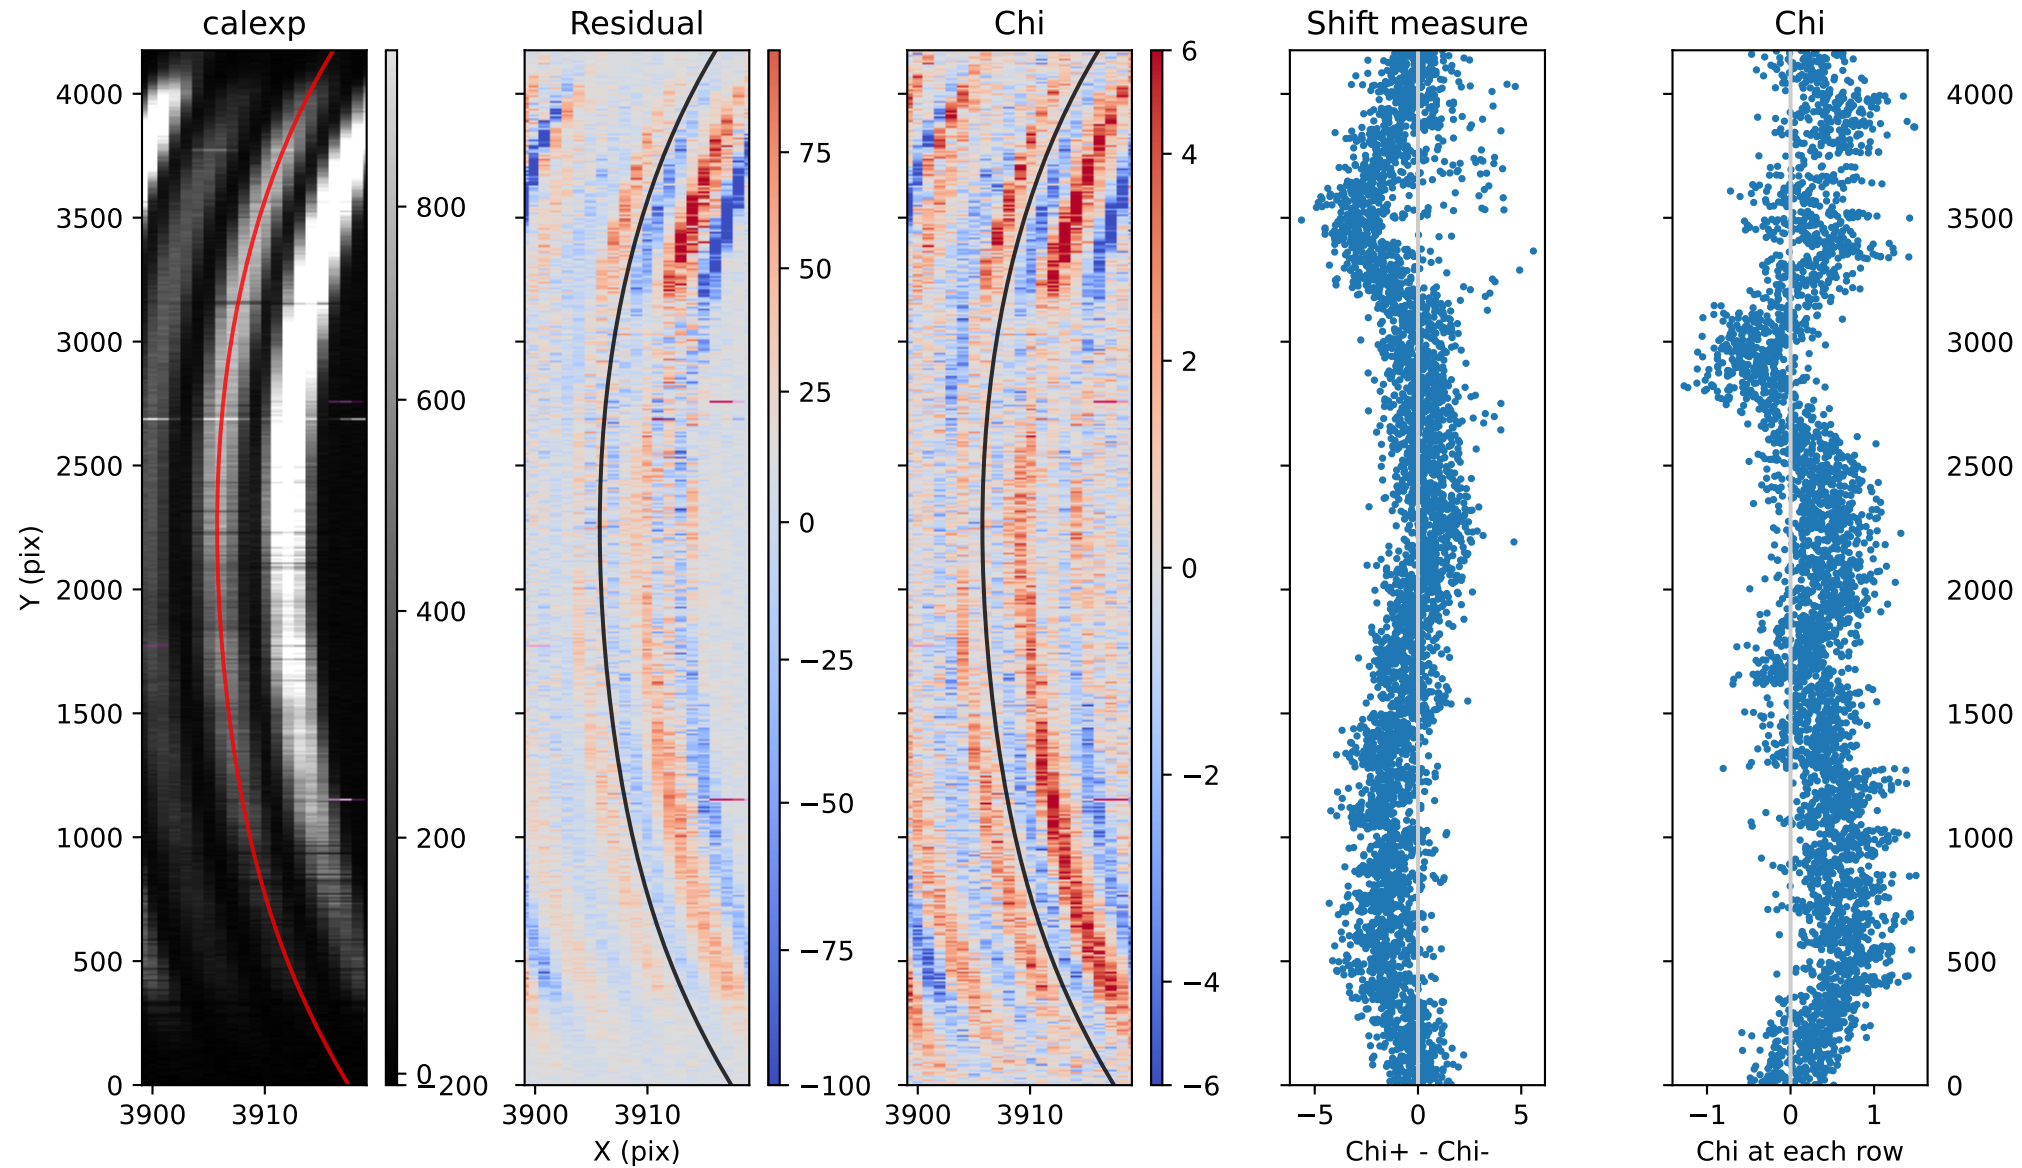 calexp Residual Chi Shift measure Chi
4000 800 75 6 4000
3500 50 4 3500
3000 600 25 2 3000
2500 0 0 2500
Y (pix)
2000 400 −25 2000
1500 −50 −2 1500
1000 200 1000
500 −75 −4 500
0 0 −200 −100 −6 0
3900 3910 3900 3910 3900 3910 −5 0 5 −1 0 1
X (pix) Chi+ - Chi- Chi at each row